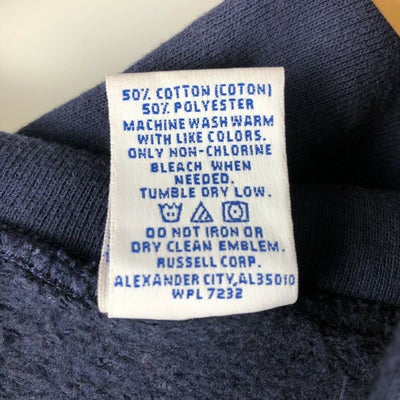 50% COTTON (COTON)
50% POLYESTER
MACHINE WASH WARM
WITH LIKE COLORS.
ONLY NON-CHLORINE
BLEACH WHEN
NEEDED.
TUMBLE DRY LOW.
DO NOT IRON OR
DRY CLEAN EMBLEM.
RUSSELL CORP.
ALEXANDER CITY, AL35010
WPL 7232